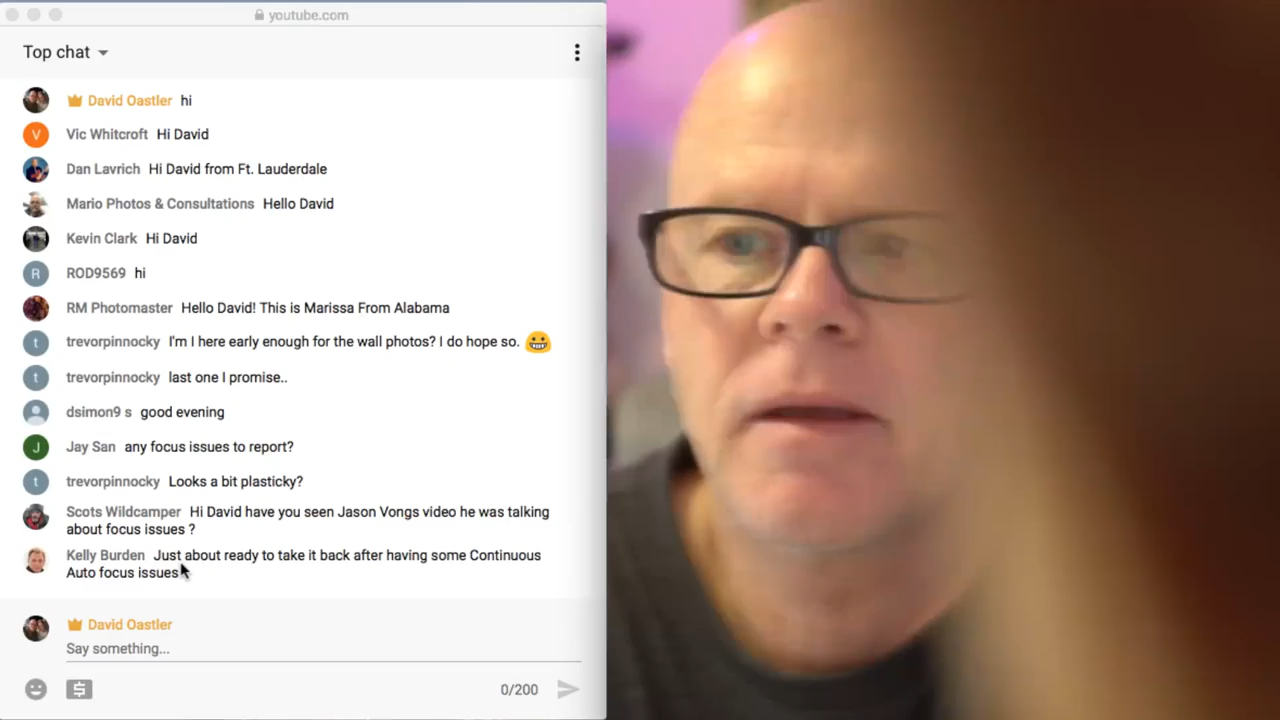 youtube.com
Top chat
David Oastler hi
Vic Whitcroft Hi David
Dan Lavrich Hi David from Ft. Lauderdale
Mario Photos & Consultations Hello David
Kevin Clark Hi David
R ROD9569 hi
RM Photomaster Hello David! This is Marissa From Alabama
t trevorpinnocky I'm I here early enough for the wall photos? I do hope so.
t trevorpinnocky last one I promise..
dsimon9 s good evening
J Jay San any focus issues to report?
t trevorpinnocky Looks a bit plasticky?
Scots Wildcamper Hi David have you seen Jason Vongs video he was talking
about focus issues ?
Kelly Burden Just about ready to take it back after having some Continuous
Auto focus issues
David Oastler
Say something...
$ 0/200